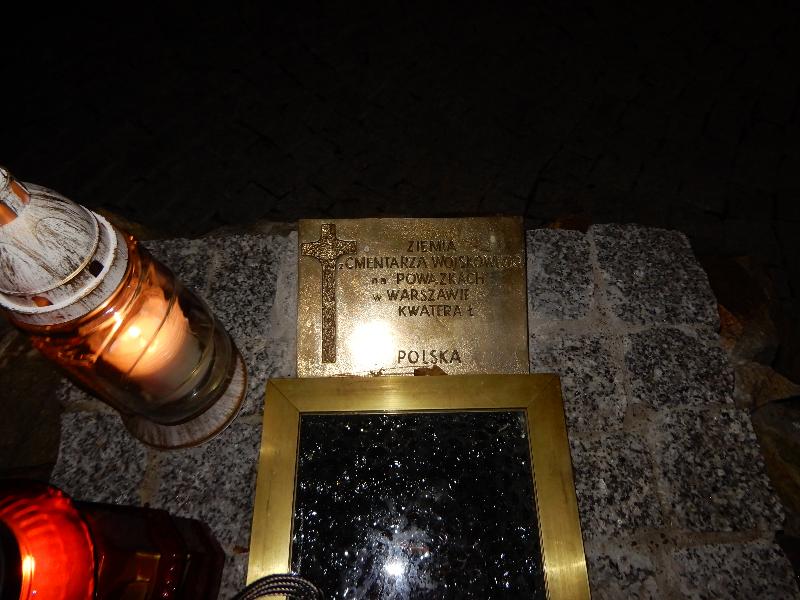 ZIEMIA
z CMENTARZA WOJSKOWEGO
na POWĄZKACH
w WARSZAWIE
KWATERA Ł
POLSKA